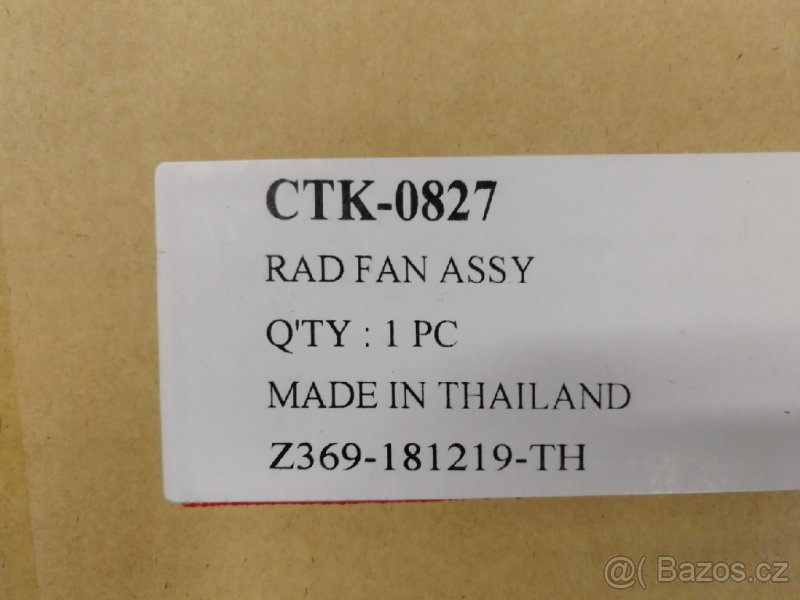 CTK-0827
RAD FAN ASSY
Q'TY : 1 PC
MADE IN THAILAND
Z369-181219-TH
@( Bazos.cz